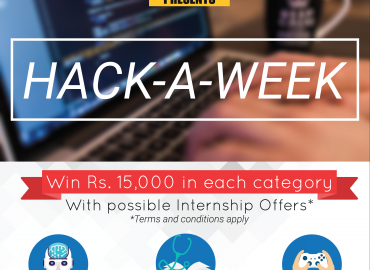 PRESENTS
HACK-A-WEEK
Win Rs. 15,000 in each category
With possible Internship Offers*
*Terms and conditions apply